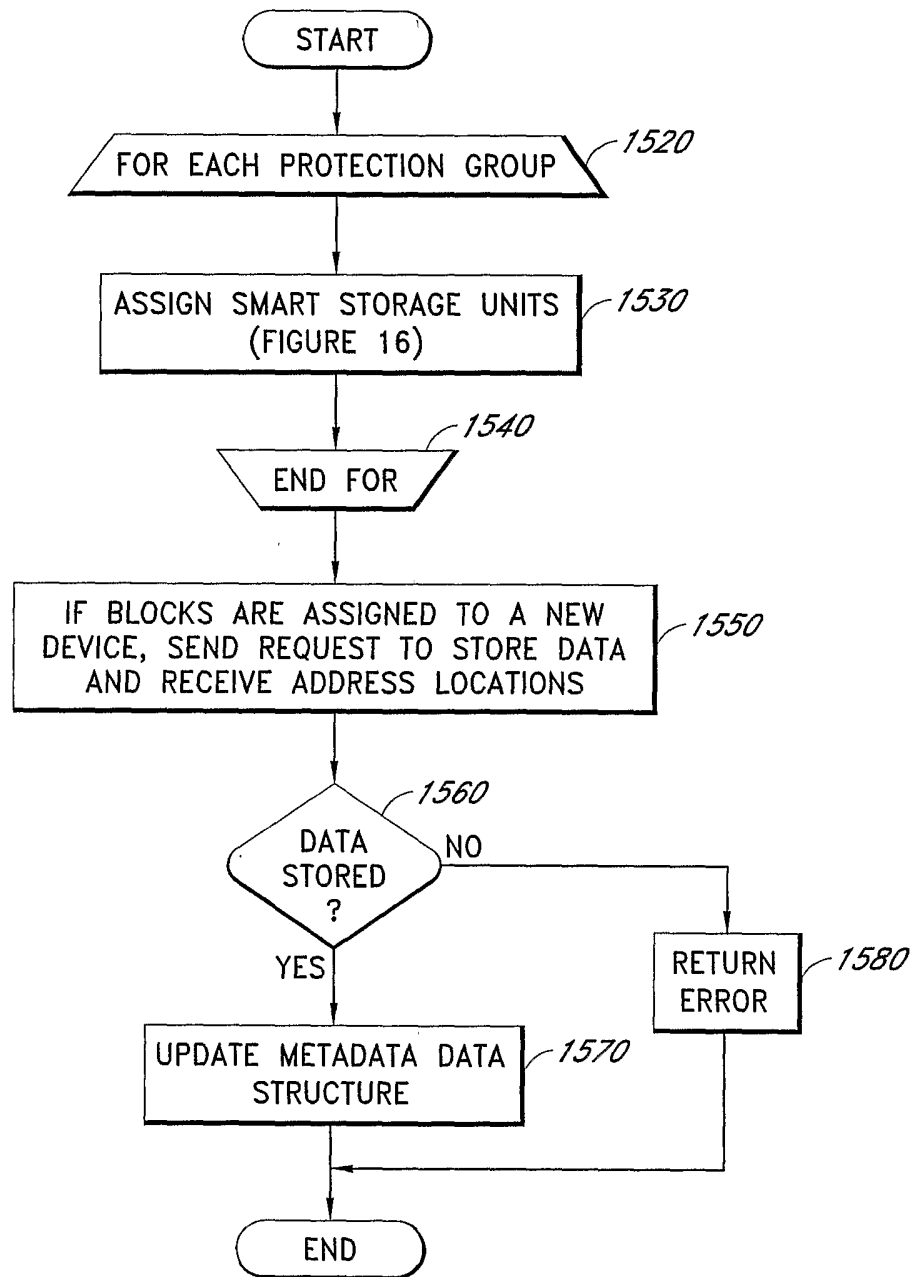 START
FOR EACH PROTECTION GROUP
1520
ASSIGN SMART STORAGE UNITS
(FIGURE 16)
1530
1540
END FOR
IF BLOCKS ARE ASSIGNED TO A NEW
DEVICE, SEND REQUEST TO STORE DATA
AND RECEIVE ADDRESS LOCATIONS
1550
1560
DATA
STORED
?
NO
YES
RETURN
ERROR
1580
UPDATE METADATA DATA
STRUCTURE
1570
END